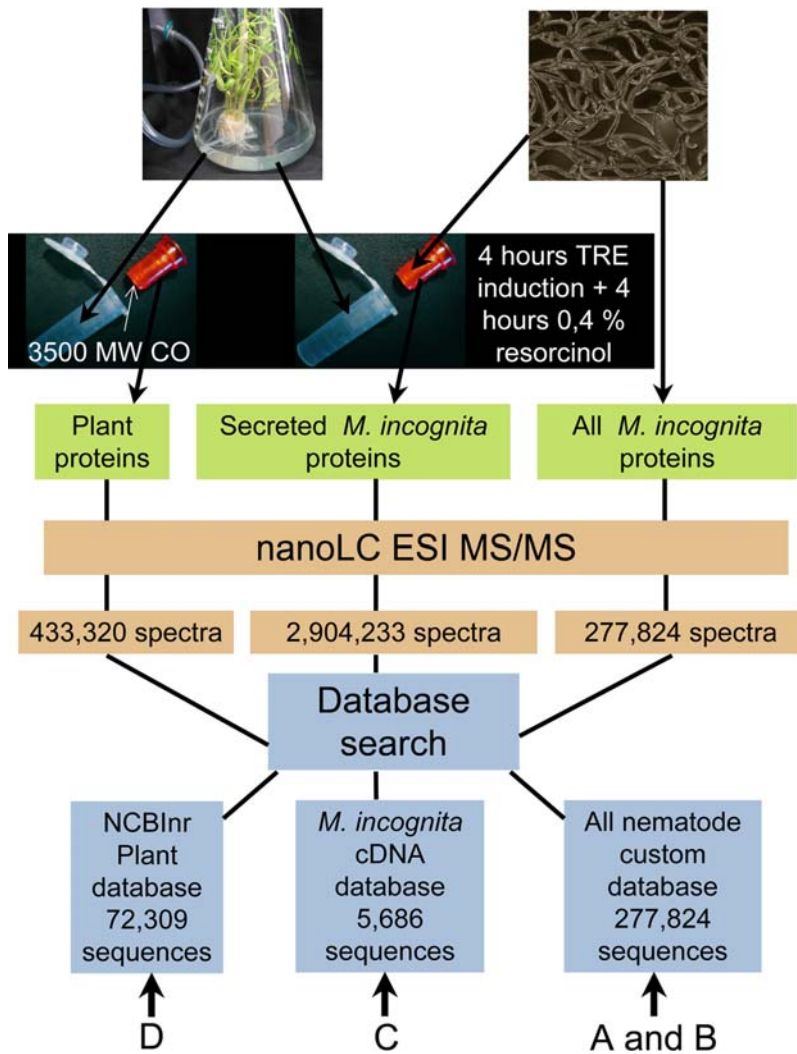 4 hours TRE
induction + 4
hours 0,4 %
resorcinol
3500 MW CO
Plant
proteins
Secreted M. incognita
proteins
All M. incognita
proteins
nanoLC ESI MS/MS
433,320 spectra
2,904,233 spectra
277,824 spectra
Database
search
NCBInr
Plant
database
72,309
sequences
M. incognita
cDNA
database
5,686
sequences
All nematode
custom
database
277,824
sequences
D
C
A and B